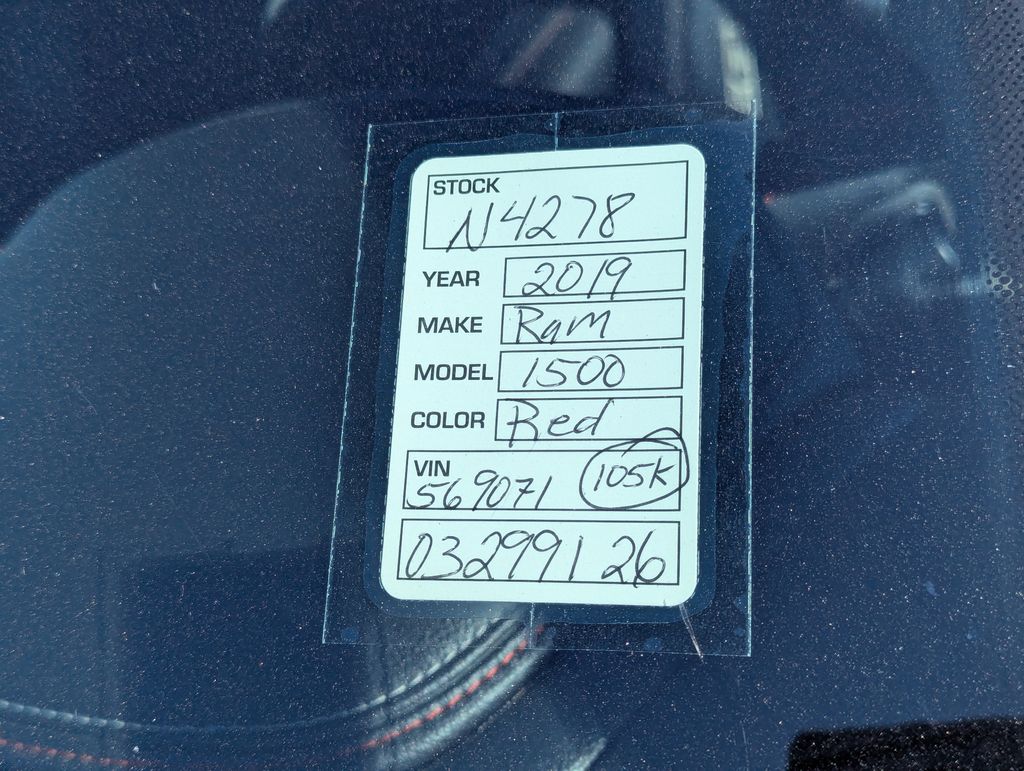 STOCK
N4278
YEAR 2019
MAKE Ram
MODEL 1500
COLOR Red
VIN
569071 105K
03299126